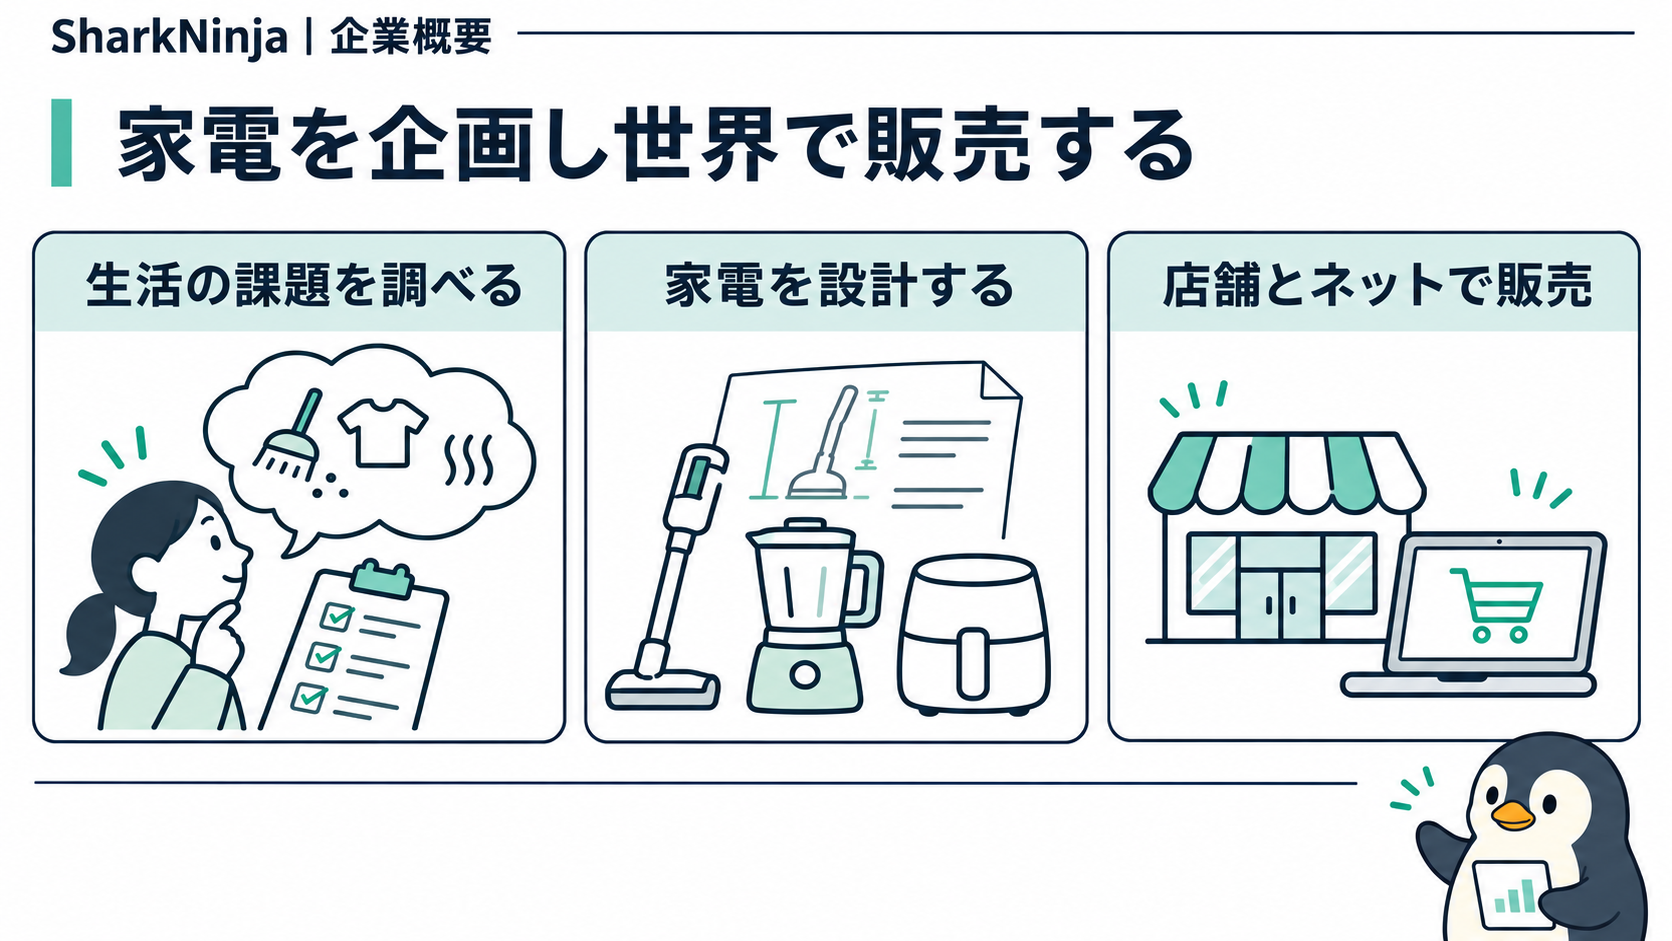 SharkNinja | 企業概要
家電を企画し世界で販売する
生活の課題を調べる
家電を設計する
店舗とネットで販売